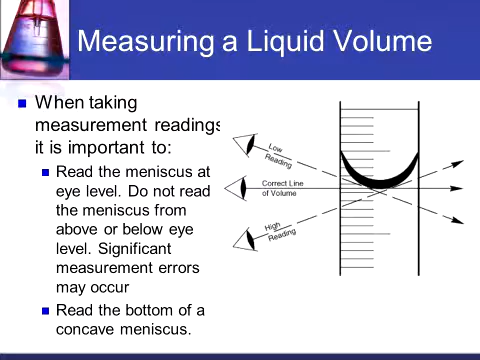 Measuring a Liquid Volume
When taking
measurement readings
it is important to:
Read the meniscus at
eye level. Do not read
the meniscus from
above or below eye
level. Significant
measurement errors
may occur
Read the bottom of a
concave meniscus.
Low
Reading
Correct Line
of Volume
High
Reading